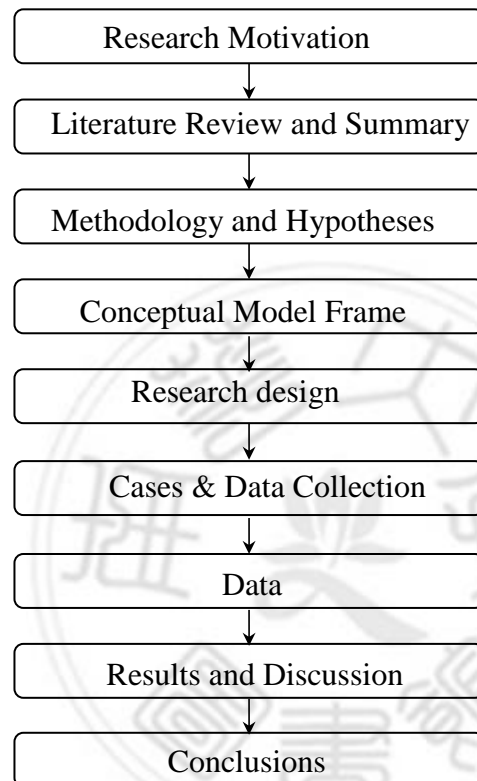 Research Motivation
Literature Review and Summary
Methodology and Hypotheses
Conceptual Model Frame
Research design
Cases & Data Collection
Data
Results and Discussion
Conclusions